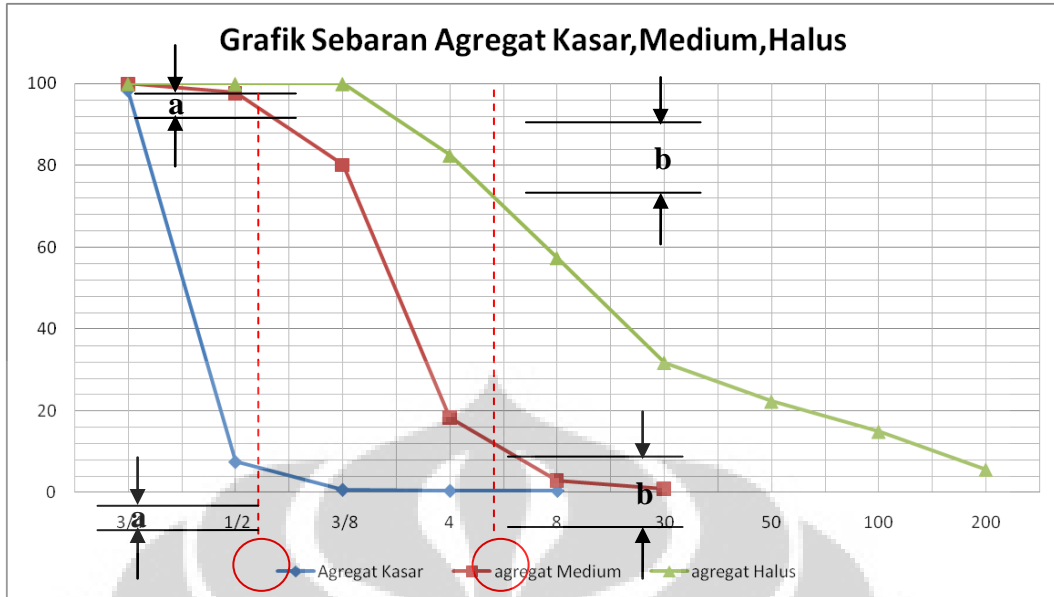 Grafik Sebaran Agregat Kasar,Medium,Halus
100
a
b
80
60
40
20
b
0
a
3/4 1/2 3/8 4 8 30 50 100 200
Agregat Kasar agregat Medium agregat Halus